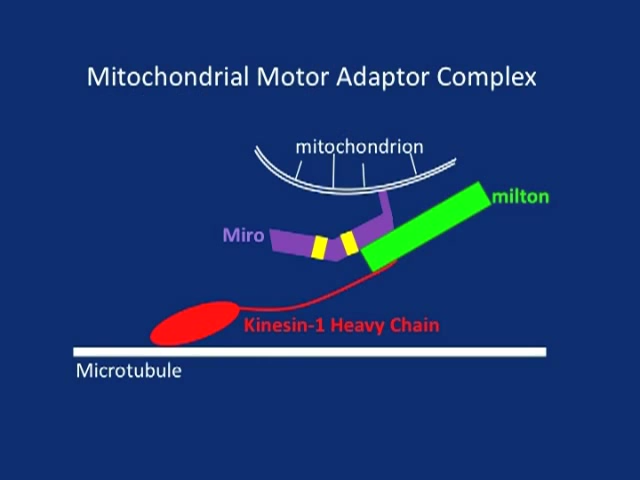 Mitochondrial Motor Adaptor Complex
mitochondrion
milton
Miro
Kinesin-1 Heavy Chain
Microtubule